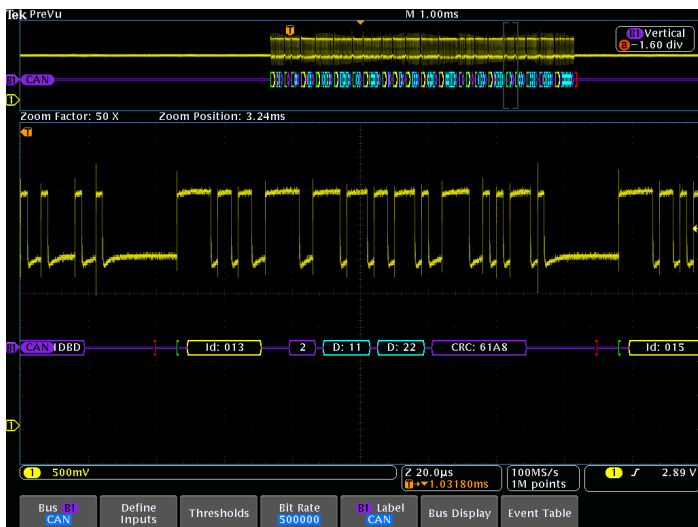 Tek PreVu
M 1.00ms
B1 Vertical
a -1.60 div
T
B1 CAN
1
Zoom Factor: 50 X Zoom Position: 3.24ms
T
B1 CAN IDBD Id: 013 2 D: 11 D: 22 CRC: 61A8 Id: 015
1
1 500mV
Z 20.0µs
T→▼1.03180ms
100MS/s
1M points
1 2.89 V
Bus B1
CAN
Define
Inputs
Thresholds
Bit Rate
500000
B1 Label
CAN
Bus Display
Event Table